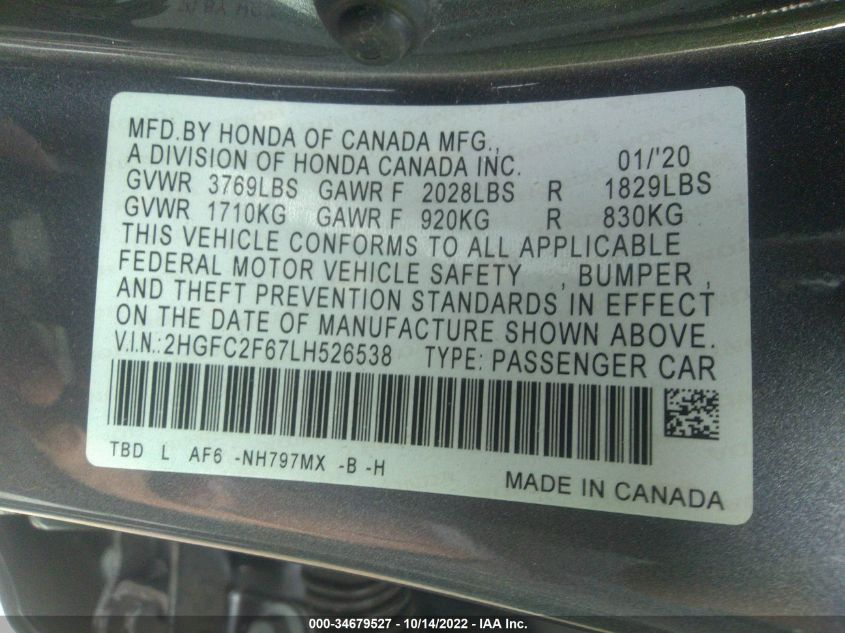 MFD.BY HONDA OF CANADA MFG.,
A DIVISION OF HONDA CANADA INC. 01/'20
GVWR 3769LBS GAWR F 2028LBS R 1829LBS
GVWR 1710KG GAWR F 920KG R 830KG
THIS VEHICLE CONFORMS TO ALL APPLICABLE
FEDERAL MOTOR VEHICLE SAFETY , BUMPER ,
AND THEFT PREVENTION STANDARDS IN EFFECT
ON THE DATE OF MANUFACTURE SHOWN ABOVE.
V.I.N.:2HGFC2F67LH526538 TYPE: PASSENGER CAR
TBD L AF6 -NH797MX -B -H
MADE IN CANADA
000-34679527 - 10/14/2022 - IAA Inc.